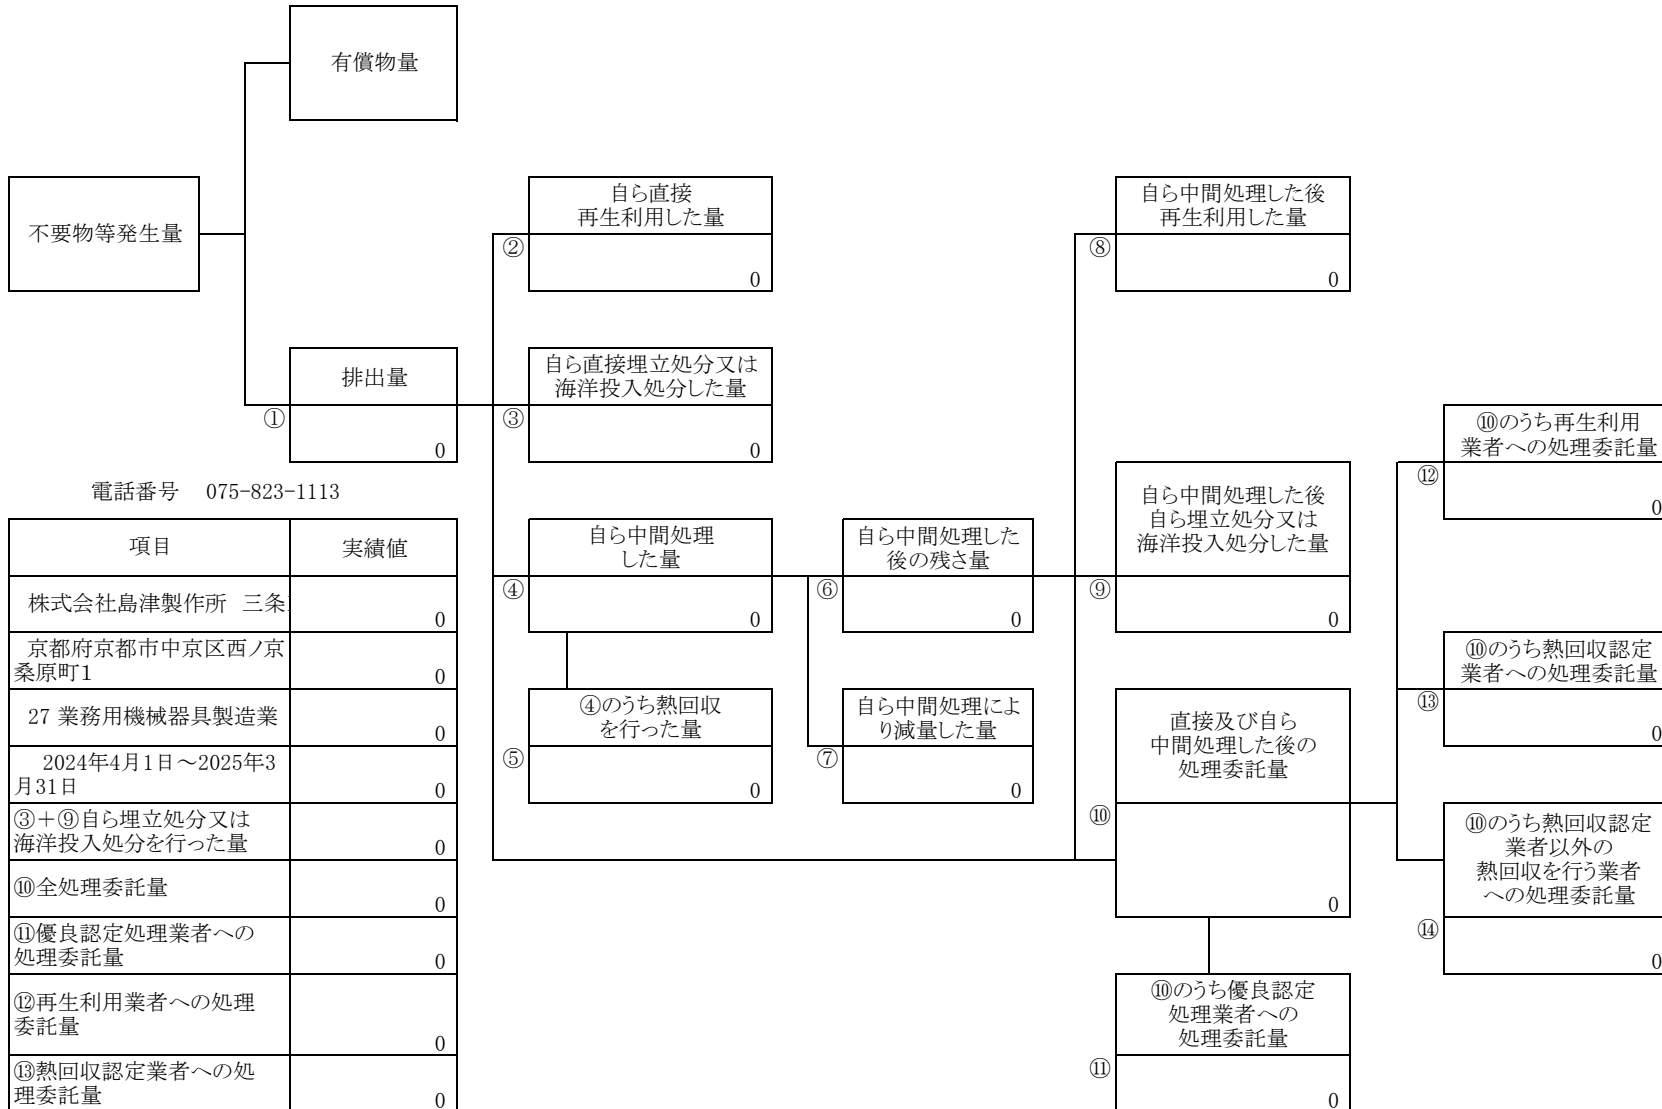 有償物量
不要物等発生量
自ら直接
再生利用した量
②
0
自ら中間処理した後
再生利用した量
⑧
0
排出量
①
0
自ら直接埋立処分又は
海洋投入処分した量
③
0
⑩のうち再生利用
業者への処理委託量
⑫
0
電話番号 075-823-1113
自ら中間処理
した量
④
0
自ら中間処理した
後の残さ量
⑥
0
自ら中間処理した後
自ら埋立処分又は
海洋投入処分した量
⑨
0
⑩のうち熱回収認定
業者への処理委託量
⑬
0
④のうち熱回収
を行った量
⑤
0
自ら中間処理によ
り減量した量
⑦
0
直接及び自ら
中間処理した後の
処理委託量
⑩
0
⑩のうち熱回収認定
業者以外の
熱回収を行う業者
への処理委託量
⑭
0
⑩のうち優良認定
処理業者への
処理委託量
⑪
0
項目 実績値
株式会社島津製作所 三条
0
京都府京都市中京区西ノ京
桑原町1
0
27 業務用機械器具製造業
0
2024年4月1日～2025年3
月31日
0
③+⑨自ら埋立処分又は
海洋投入処分を行った量
0
⑩全処理委託量
0
⑪優良認定処理業者への
処理委託量
0
⑫再生利用業者への処理
委託量
0
⑬熱回収認定業者への処
理委託量
0